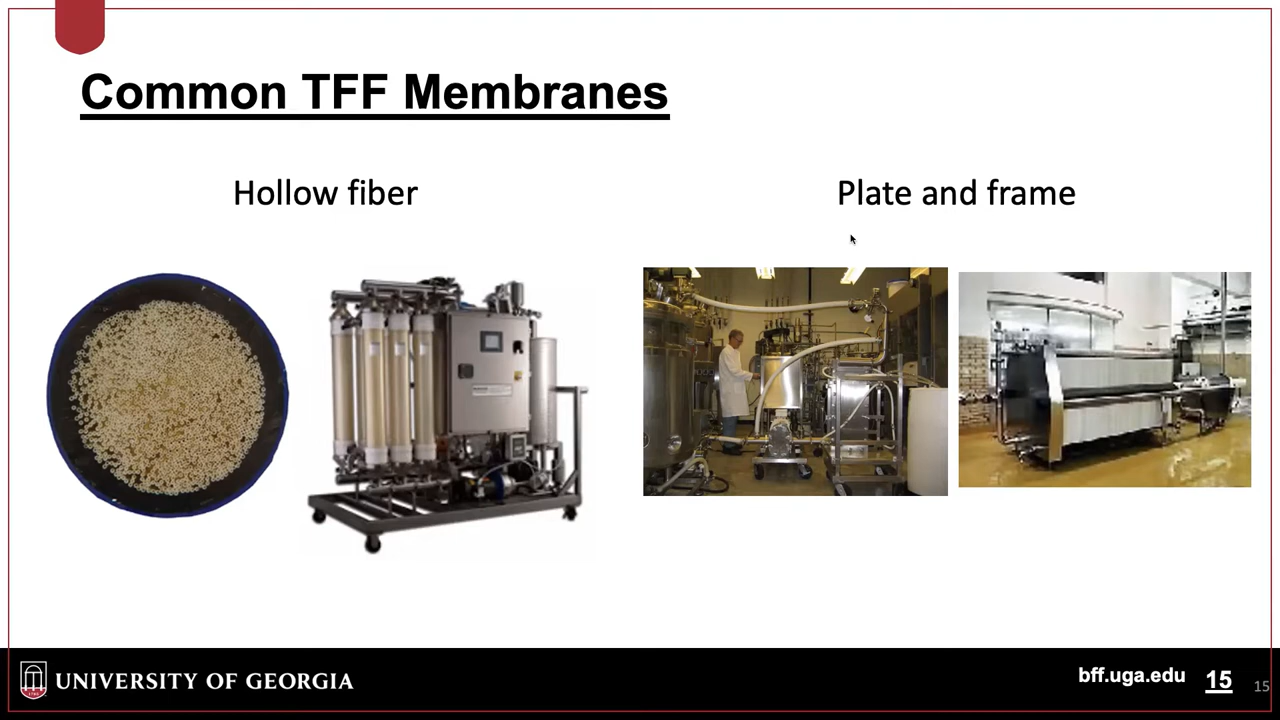 Common TFF Membranes
Hollow fiber
Plate and frame
UNIVERSITY OF GEORGIA
bff.uga.edu
15
15